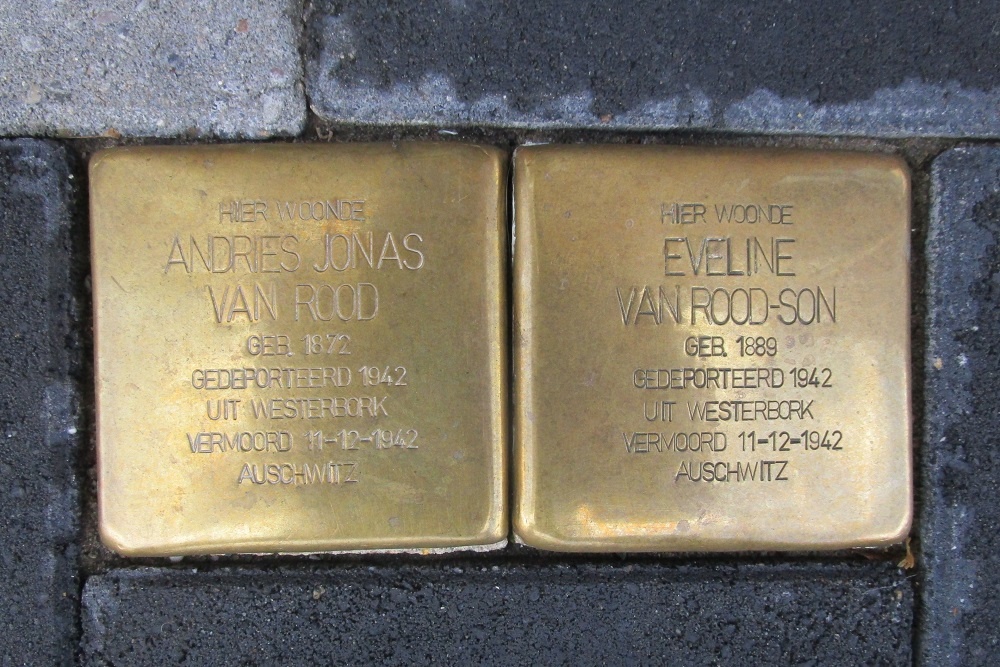 HIER WOONDE
ANDRIES JONAS
VAN ROOD
GEB. 1872
GEDEPORTEERD 1942
UIT WESTERBORK
VERMOORD 11-12-1942
AUSCHWITZ
HIER WOONDE
EVELINE
VAN ROOD-SON
GEB. 1889
GEDEPORTEERD 1942
UIT WESTERBORK
VERMOORD 11-12-1942
AUSCHWITZ